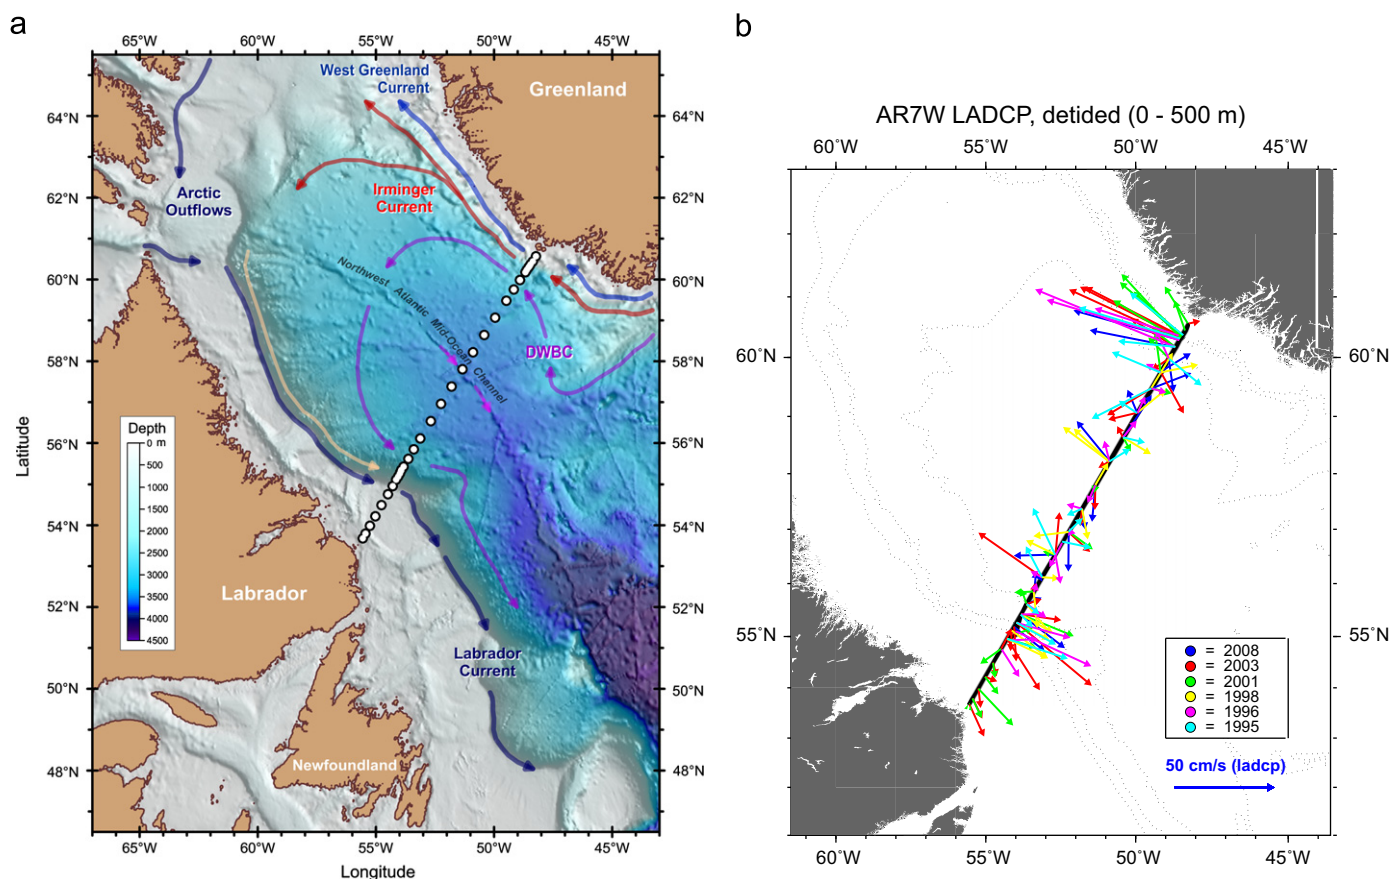 a
65°W 60°W 55°W 50°W 45°W
West Greenland
Current
Greenland
64°N
62°N
60°N
58°N
56°N
54°N
52°N
50°N
48°N
Latitude
Arctic
Outflows
Irminger
Current
Northwest Atlantic Mid-Ocean Channel
DWBC
Depth
0 m
500
1000
1500
2000
2500
3000
3500
4000
4500
Labrador
Labrador
Current
Newfoundland
64°N
62°N
60°N
58°N
56°N
54°N
52°N
50°N
48°N
65°W 60°W 55°W 50°W 45°W
Longitude
b
AR7W LADCP, detided (0 - 500 m)
60°W 55°W 50°W 45°W
60°N 60°N
55°N 55°N
= 2008
= 2003
= 2001
= 1998
= 1996
= 1995
50 cm/s (ladcp)
60°W 55°W 50°W 45°W